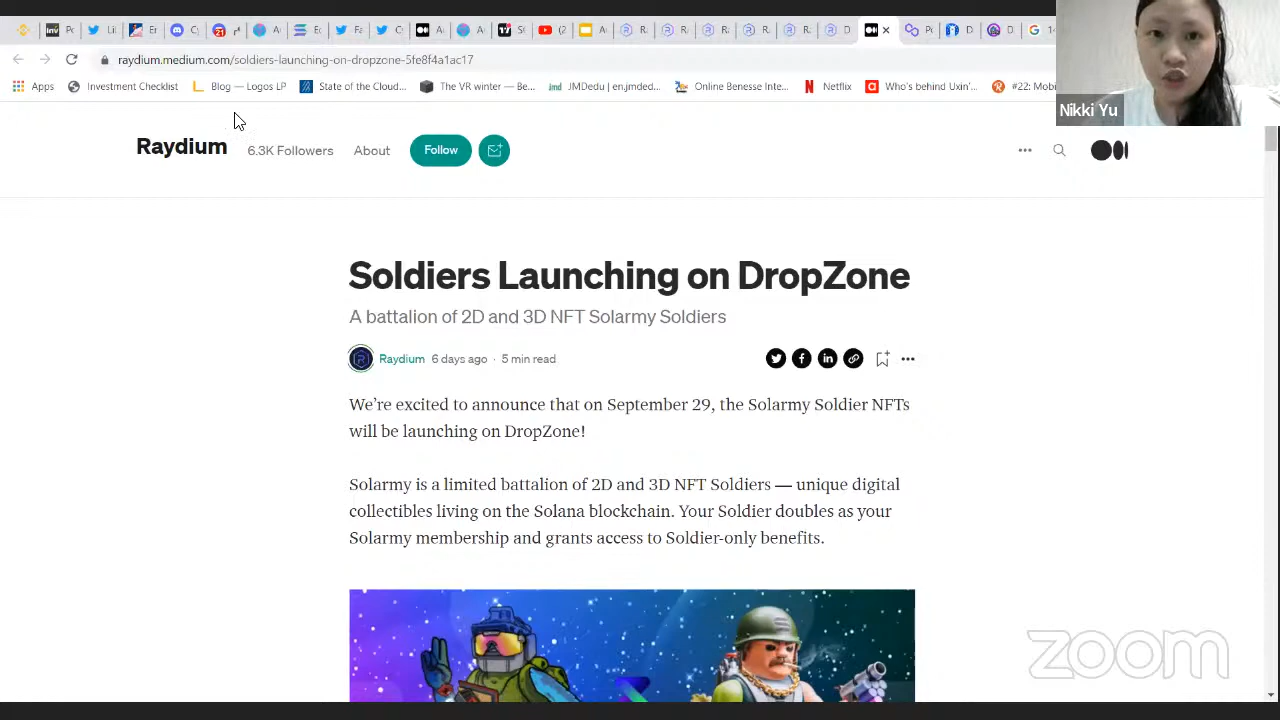 raydium.medium.com/soldiers-launching-on-dropzone-5fe8f4a1ac17
Apps Investment Checklist Blog — Logos LP State of the Cloud... The VR winter — Be... JMDedu | en.jmded... Online Benesse Inte... Netflix Who's behind Uxin'... #22: Mobi
Nikki Yu
Raydium 6.3K Followers About Follow
Soldiers Launching on DropZone
A battalion of 2D and 3D NFT Solarmy Soldiers
Raydium 6 days ago · 5 min read
We're excited to announce that on September 29, the Solarmy Soldier NFTs
will be launching on DropZone!
Solarmy is a limited battalion of 2D and 3D NFT Soldiers — unique digital
collectibles living on the Solana blockchain. Your Soldier doubles as your
Solarmy membership and grants access to Soldier-only benefits.
zoom